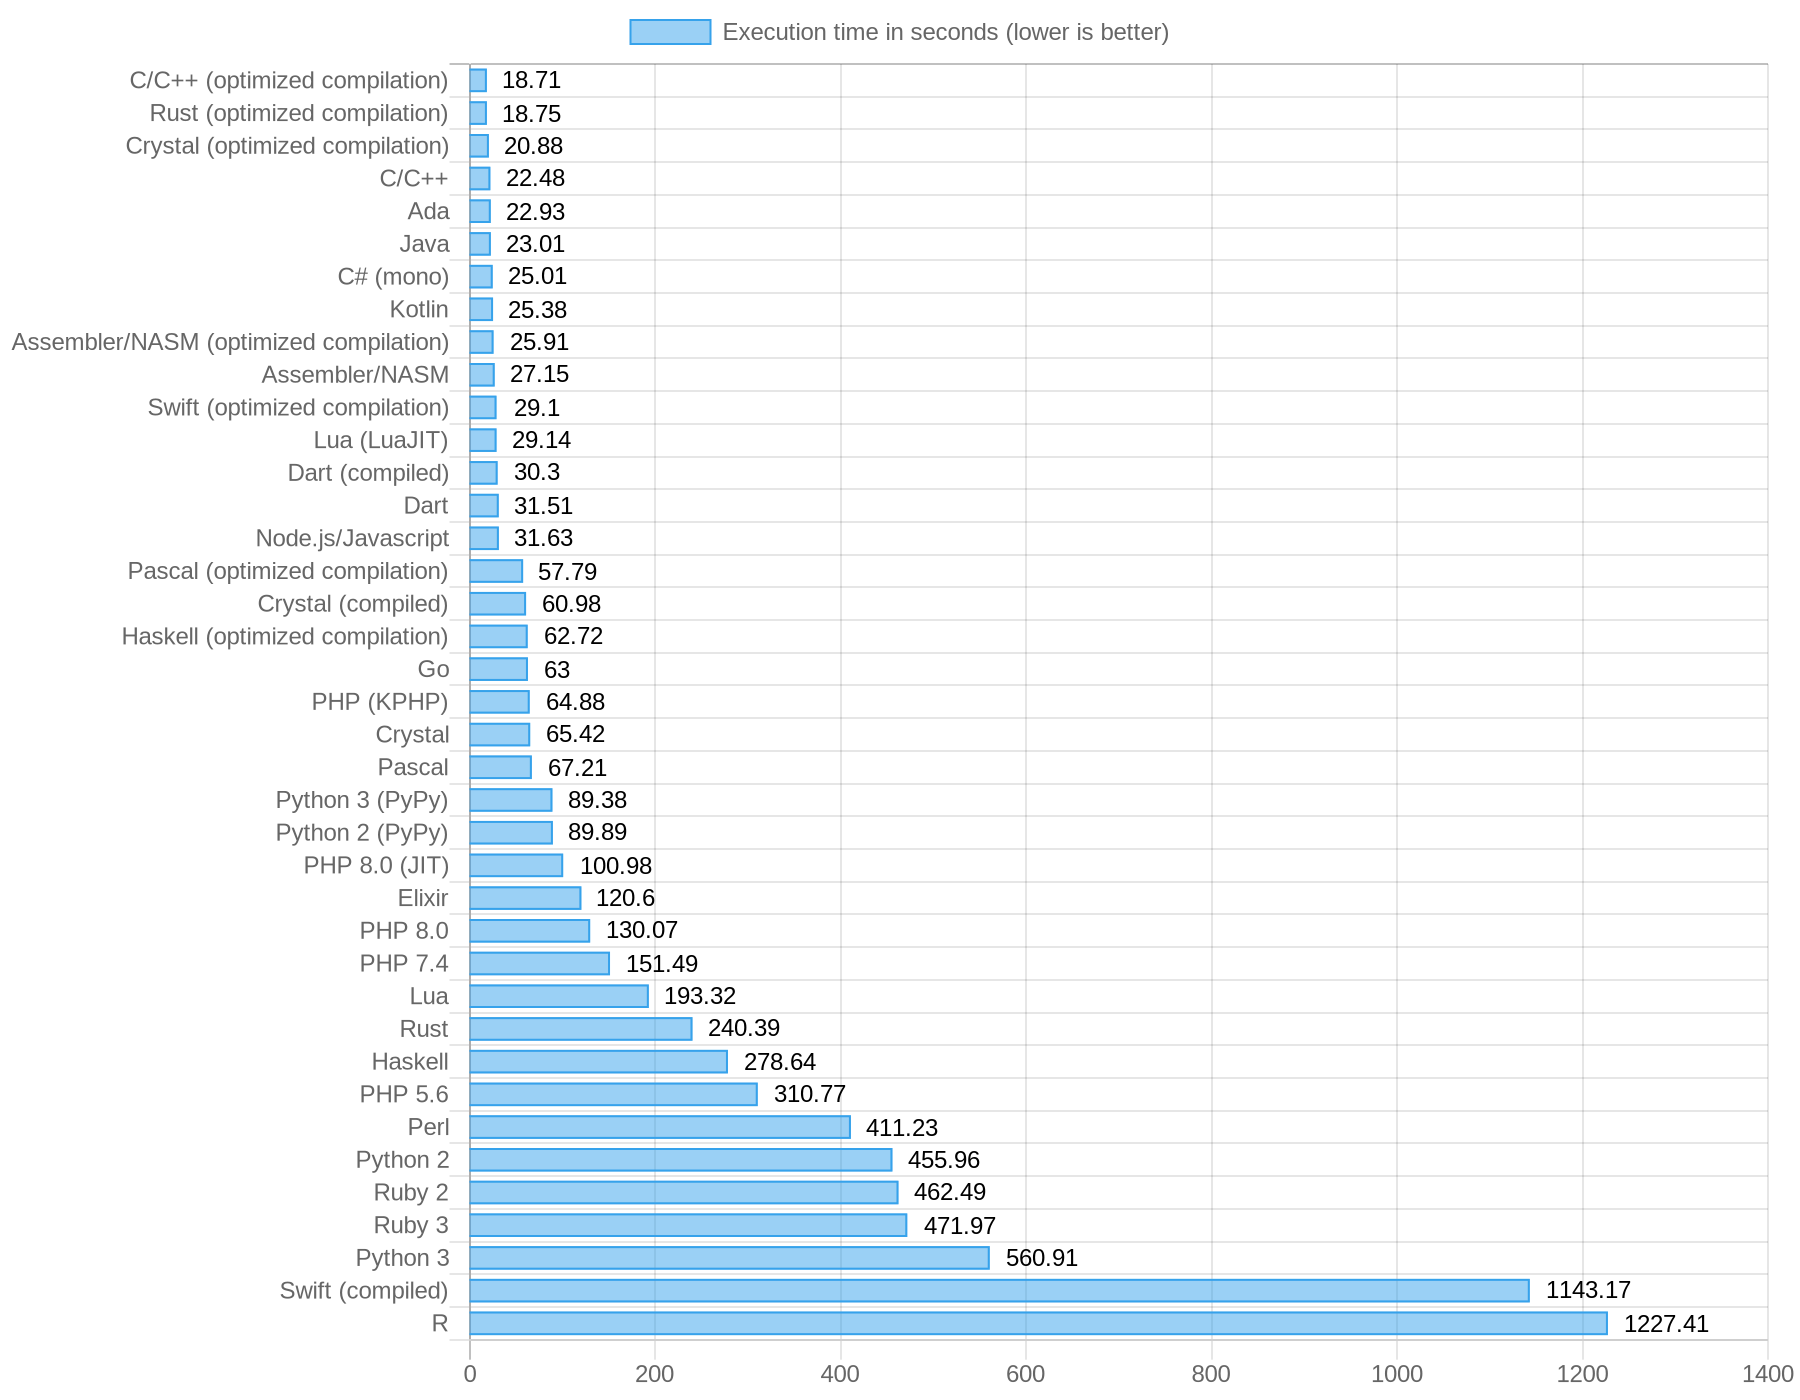 Execution time in seconds (lower is better)
C/C++ (optimized compilation) 18.71
Rust (optimized compilation) 18.75
Crystal (optimized compilation) 20.88
C/C++ 22.48
Ada 22.93
Java 23.01
C# (mono) 25.01
Kotlin 25.38
Assembler/NASM (optimized compilation) 25.91
Assembler/NASM 27.15
Swift (optimized compilation) 29.1
Lua (LuaJIT) 29.14
Dart (compiled) 30.3
Dart 31.51
Node.js/Javascript 31.63
Pascal (optimized compilation) 57.79
Crystal (compiled) 60.98
Haskell (optimized compilation) 62.72
Go 63
PHP (KPHP) 64.88
Crystal 65.42
Pascal 67.21
Python 3 (PyPy) 89.38
Python 2 (PyPy) 89.89
PHP 8.0 (JIT) 100.98
Elixir 120.6
PHP 8.0 130.07
PHP 7.4 151.49
Lua 193.32
Rust 240.39
Haskell 278.64
PHP 5.6 310.77
Perl 411.23
Python 2 455.96
Ruby 2 462.49
Ruby 3 471.97
Python 3 560.91
Swift (compiled) 1143.17
R 1227.41
0 200 400 600 800 1000 1200 1400